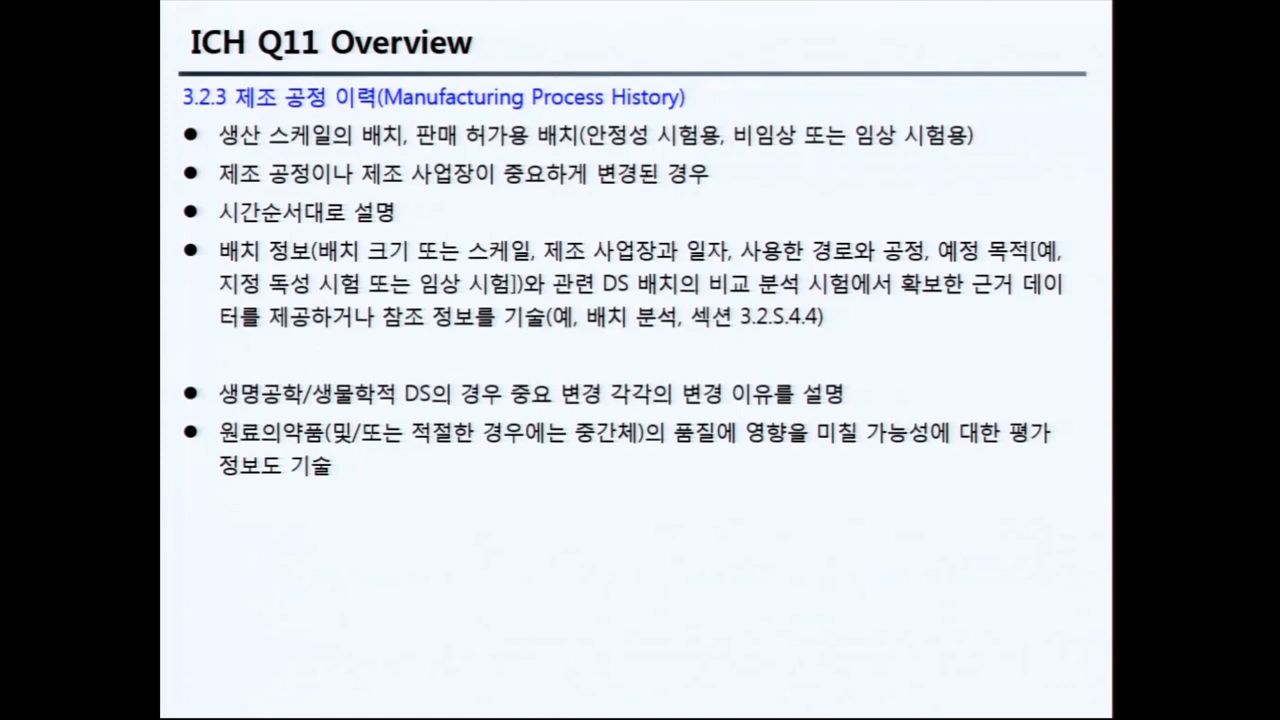 ICH Q11 Overview
3.2.3 제조 공정 이력(Manufacturing Process History)
● 생산 스케일의 배치, 판매 허가용 배치(안정성 시험용, 비임상 또는 임상 시험용)
● 제조 공정이나 제조 사업장이 중요하게 변경된 경우
● 시간순서대로 설명
● 배치 정보(배치 크기 또는 스케일, 제조 사업장과 일자, 사용한 경로와 공정, 예정 목적[예,
지정 독성 시험 또는 임상 시험])와 관련 DS 배치의 비교 분석 시험에서 확보한 근거 데이
터를 제공하거나 참조 정보를 기술(예, 배치 분석, 섹션 3.2.S.4.4)
● 생명공학/생물학적 DS의 경우 중요 변경 각각의 변경 이유를 설명
● 원료의약품(및/또는 적절한 경우에는 중간체)의 품질에 영향을 미칠 가능성에 대한 평가
정보도 기술